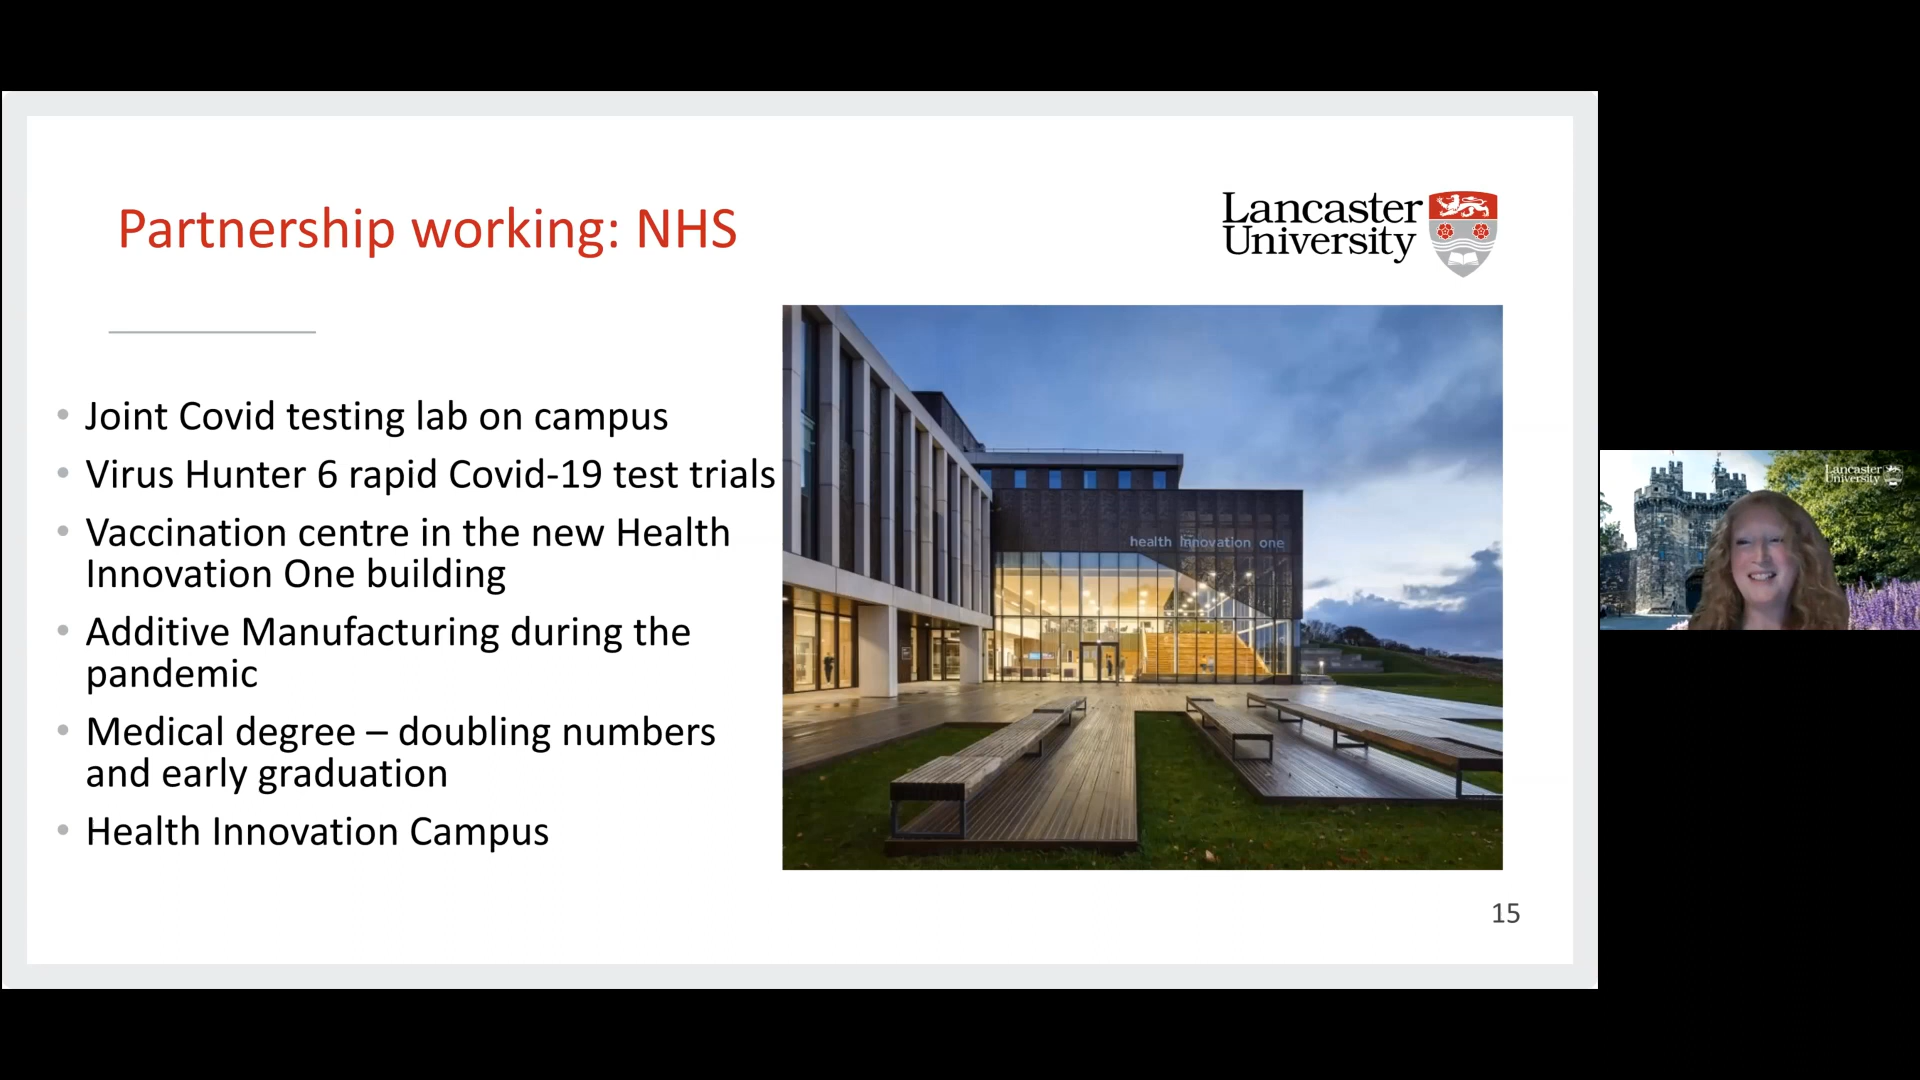 Partnership working: NHS
Lancaster
University
• Joint Covid testing lab on campus
• Virus Hunter 6 rapid Covid-19 test trials
• Vaccination centre in the new Health
Innovation One building
• Additive Manufacturing during the
pandemic
• Medical degree – doubling numbers
and early graduation
• Health Innovation Campus
health innovation one
15
Lancaster
University